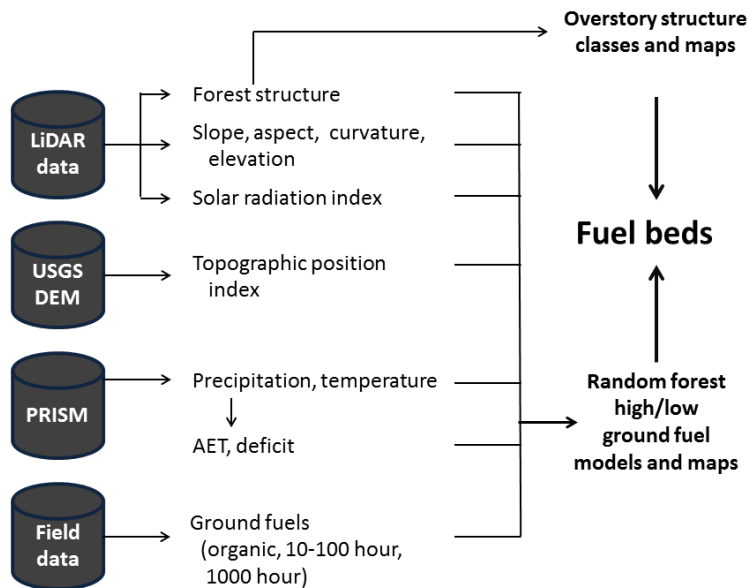 Overstory structure
classes and maps
LiDAR
data
Forest structure
Slope, aspect, curvature,
elevation
Solar radiation index
Fuel beds
USGS
DEM
Topographic position
index
PRISM
Precipitation, temperature
AET, deficit
Random forest
high/low
ground fuel
models and maps
Field
data
Ground fuels
(organic, 10-100 hour,
1000 hour)